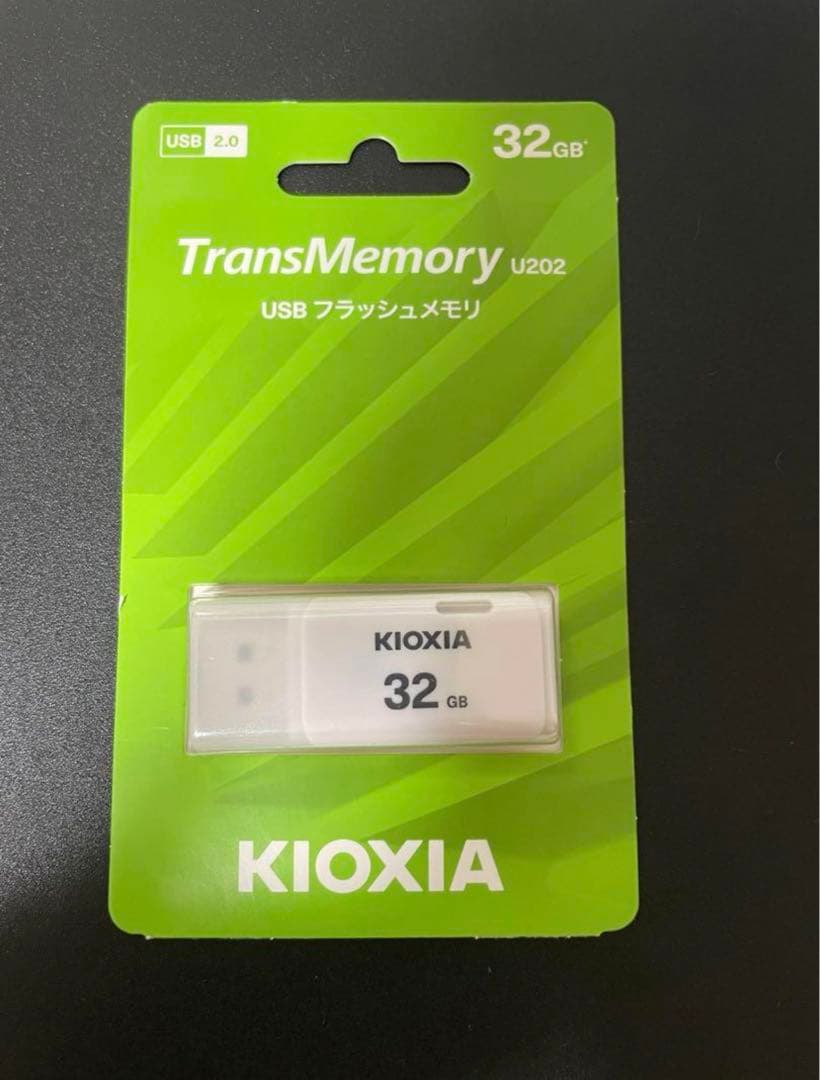 USB 2.0
32GB*
TransMemory U202
USB フラッシュメモリ
KIOXIA
32 GB
KIOXIA